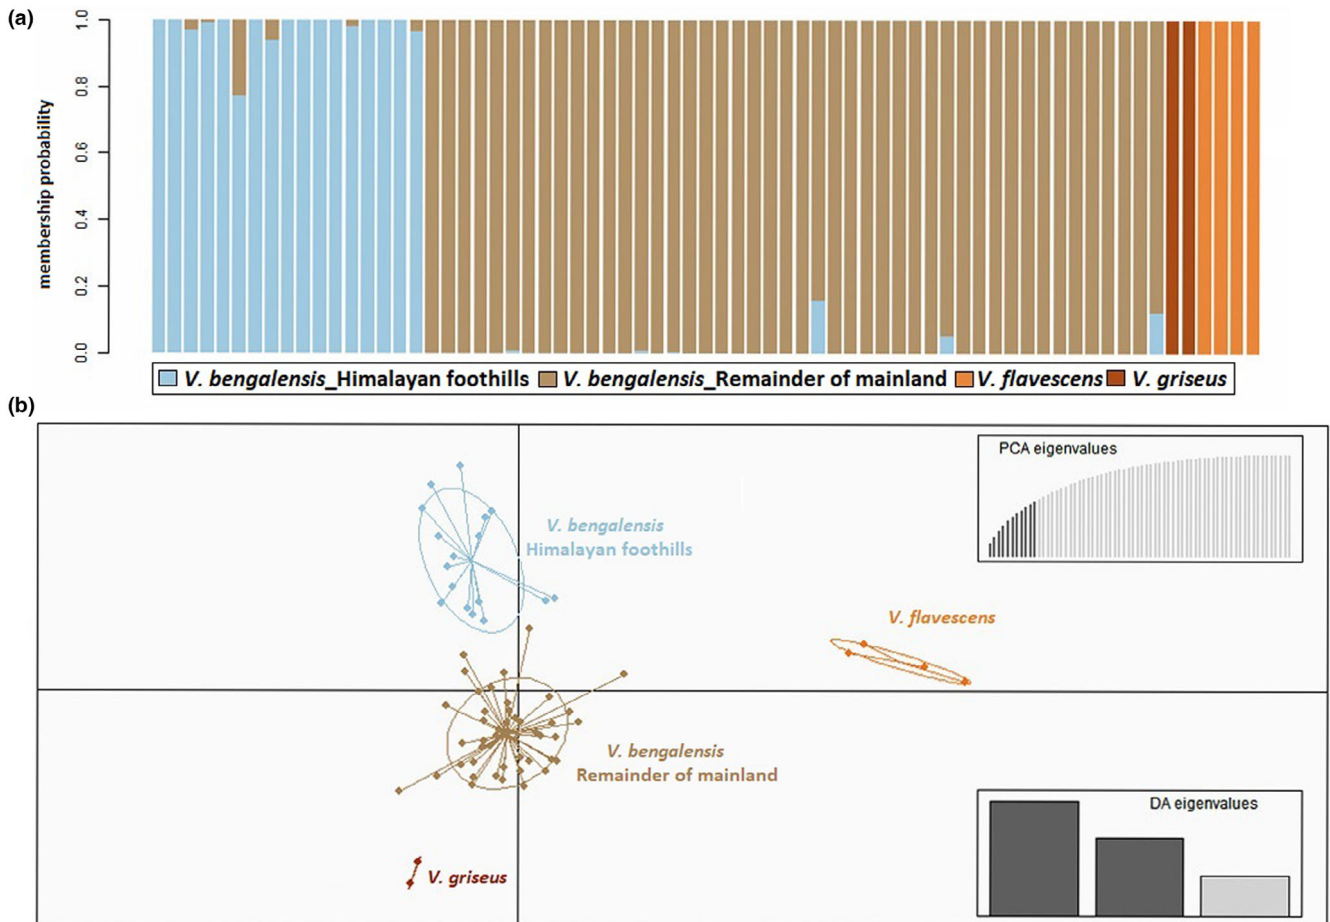 (a)
membership probability
1.0
0.8
0.6
0.4
0.2
0.0
V. bengalensis_Himalayan foothills V. bengalensis_Remainder of mainland V. flavescens V. griseus
(b)
PCA eigenvalues
V. bengalensis
Himalayan foothills
V. flavescens
V. bengalensis
Remainder of mainland
DA eigenvalues
V. griseus